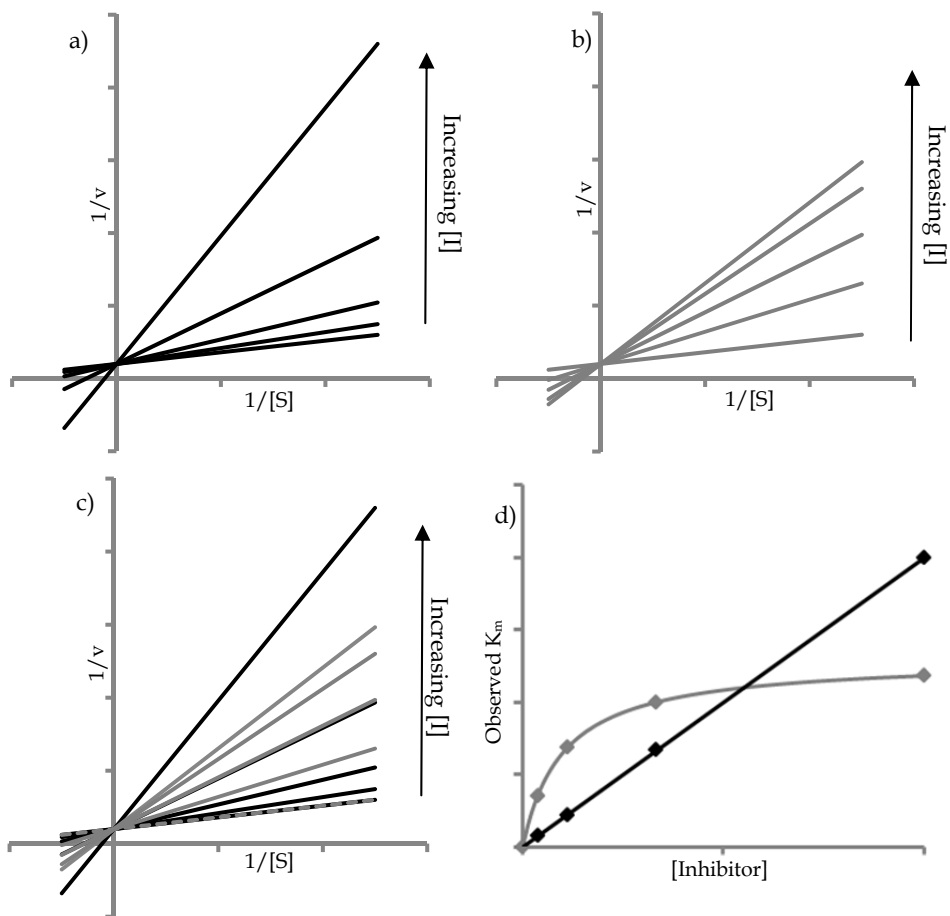 a)
1/v
1/[S]
Increasing [I]
b)
1/v
1/[S]
Increasing [I]
c)
1/v
1/[S]
Increasing [I]
d)
Observed Kₘ
[Inhibitor]